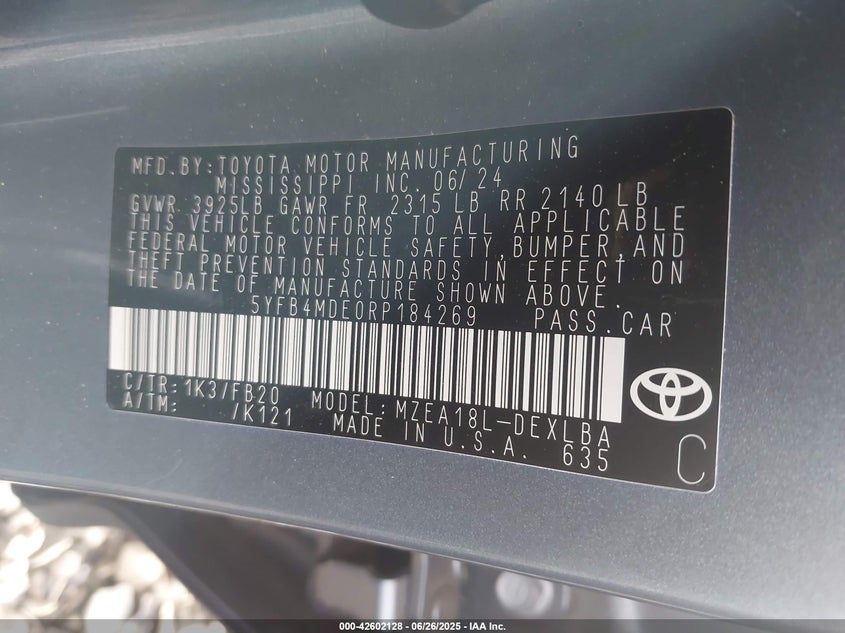 MFD. BY: TOYOTA MOTOR MANUFACTURING
MISSISSIPPI INC. 06/24
GVWR 3925LB GAWR FR 2315 LB RR 2140 LB
THIS VEHICLE CONFORMS TO ALL APPLICABLE
FEDERAL MOTOR VEHICLE SAFETY, BUMPER, AND
THEFT PREVENTION STANDARDS IN EFFECT ON
THE DATE OF MANUFACTURE SHOWN ABOVE.
5YFB4MDE0RP184269 PASS. CAR
C/TR: 1K3/FB20 MODEL: MZEA18L-DEXLBA
A/TM: /K121 MADE IN U.S.A. 635
C
000-42602128 - 06/26/2025 - IAA Inc.